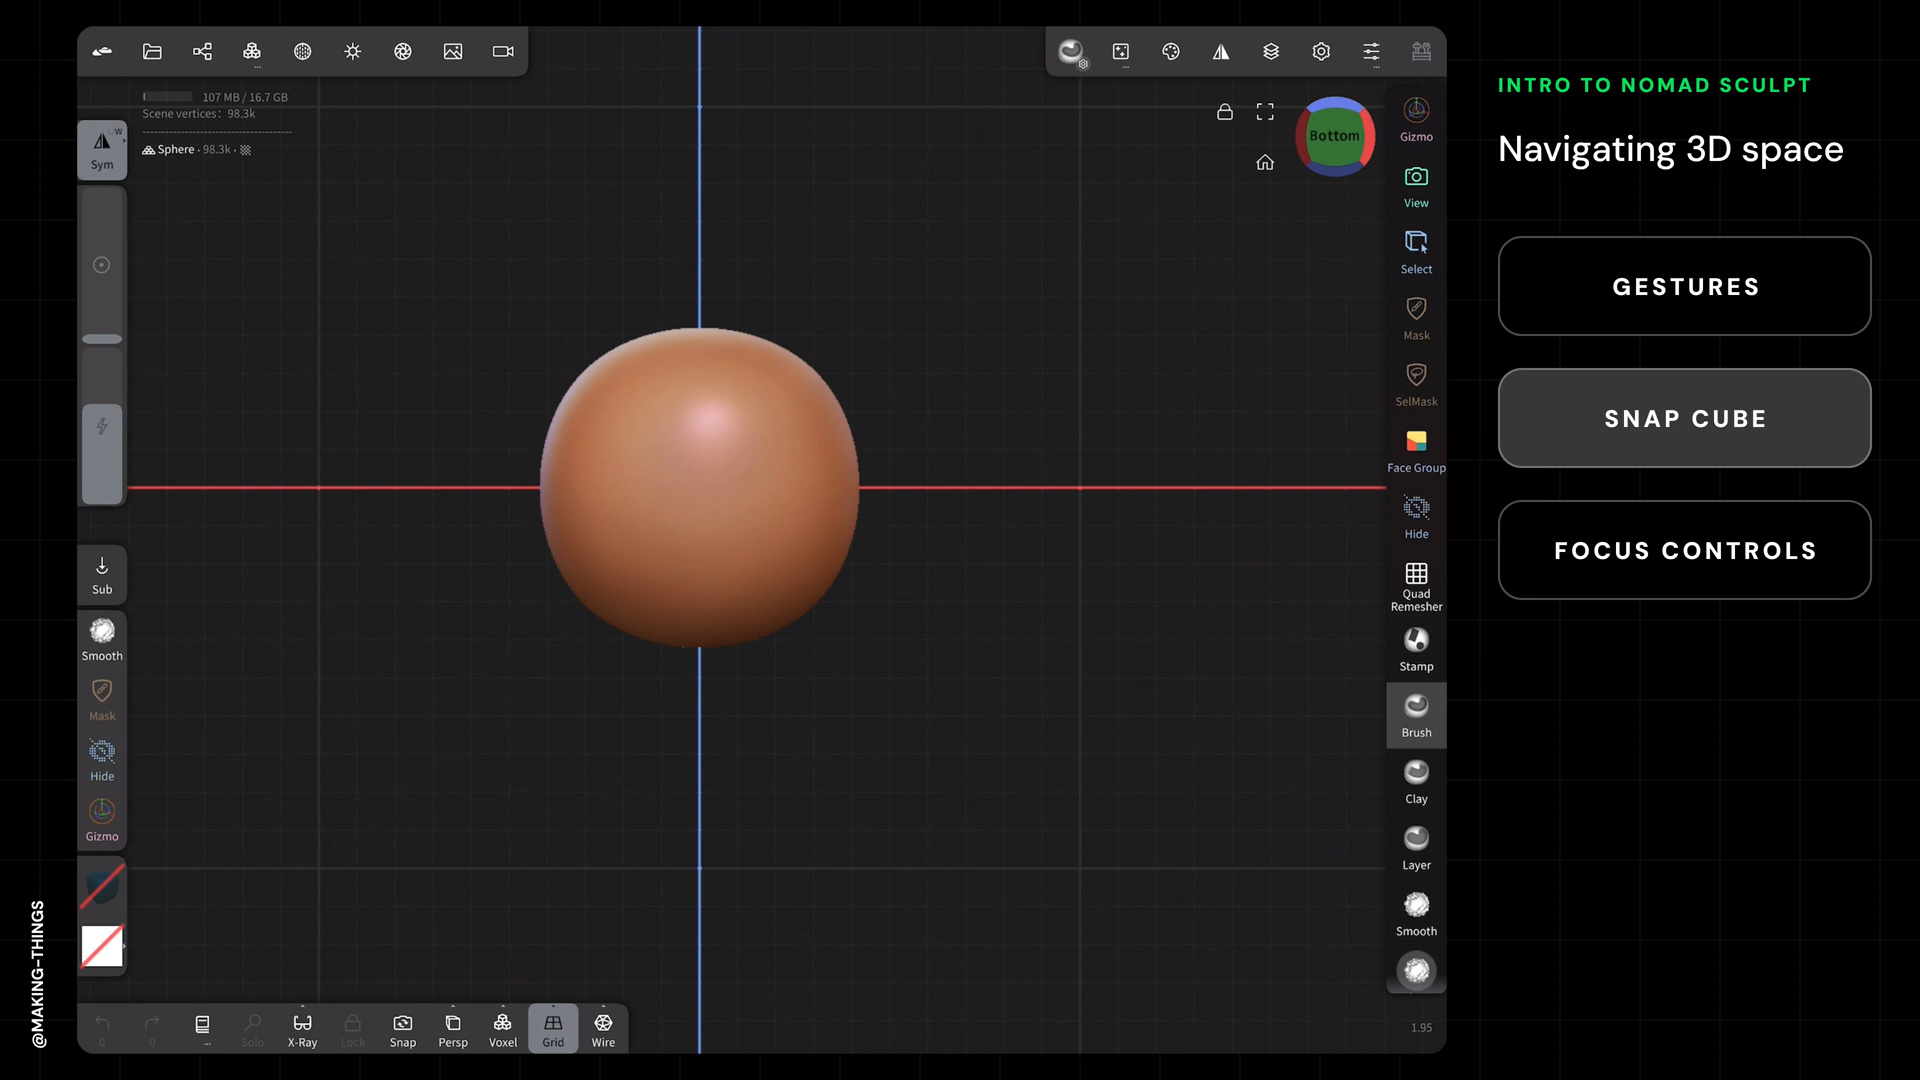 107 MB / 16.7 GB
Scene vertices: 98.3k
Sphere · 98.3k ·
L/W
Sym
Sub
Smooth
Mask
Hide
Gizmo
0
0
...
Solo
X-Ray
Lock
Snap
Persp
Voxel
Grid
Wire
Bottom
Gizmo
View
Select
Mask
SelMask
Face Group
Hide
Quad
Remesher
Stamp
Brush
Clay
Layer
Smooth
1.95
INTRO TO NOMAD SCULPT
Navigating 3D space
GESTURES
SNAP CUBE
FOCUS CONTROLS
@MAKING-THINGS